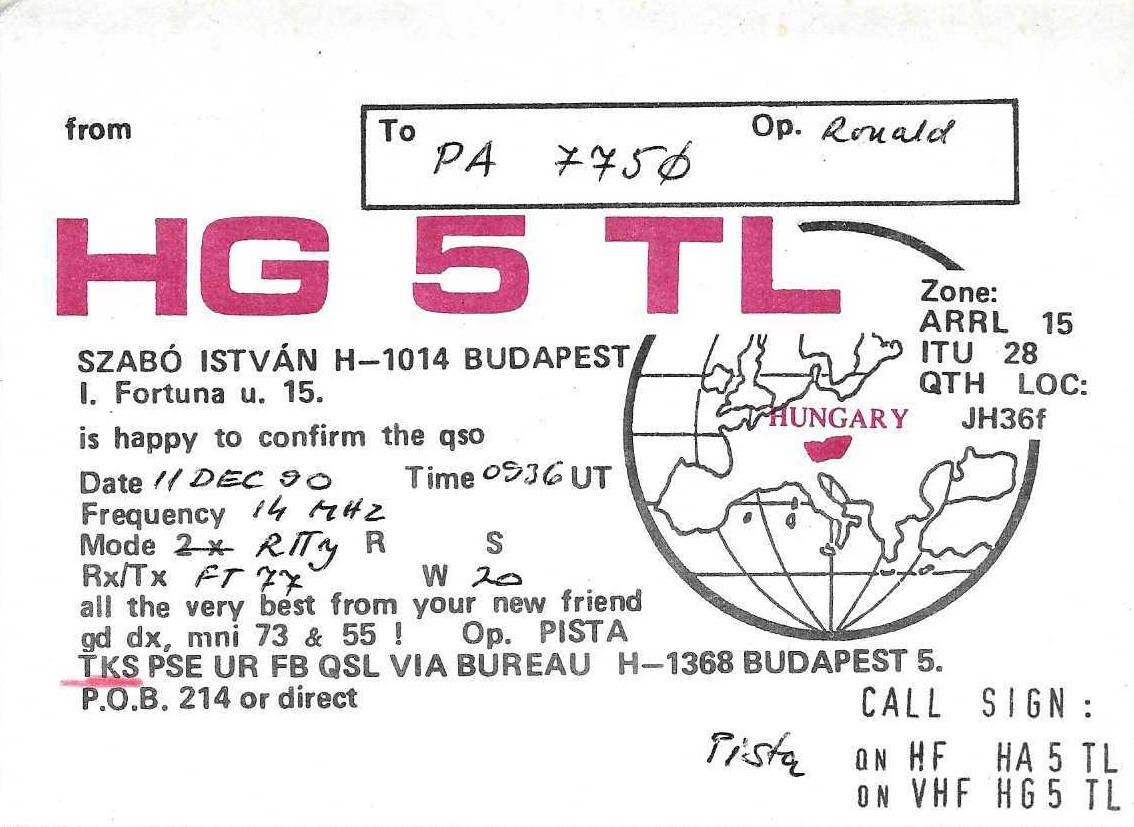 from
To PA 775Ø Op. Ronald
HG 5 TL
Zone:
ARRL 15
ITU 28
QTH LOC:
JH36f
HUNGARY
SZABÓ ISTVÁN H-1014 BUDAPEST
I. Fortuna u. 15.
is happy to confirm the qso
Date 11 DEC 90 Time 0936 UT
Frequency 14 MHz
Mode 2x RTTy R S
Rx/Tx FT 77 W 20
all the very best from your new friend
gd dx, mni 73 & 55 ! Op. PISTA
TKS PSE UR FB QSL VIA BUREAU H-1368 BUDAPEST 5.
P.O.B. 214 or direct
Pista
CALL SIGN:
ON HF HA 5 TL
ON VHF HG5 TL